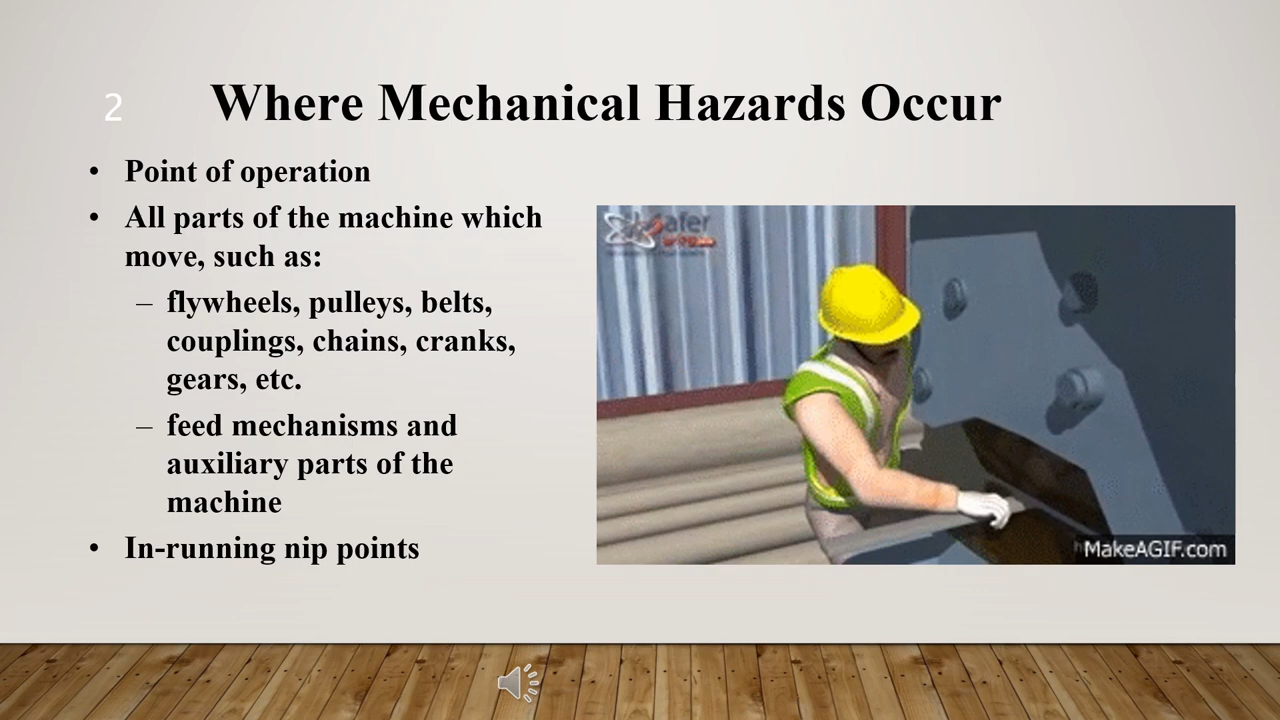 2
Where Mechanical Hazards Occur
• Point of operation
• All parts of the machine which
move, such as:
– flywheels, pulleys, belts,
couplings, chains, cranks,
gears, etc.
– feed mechanisms and
auxiliary parts of the
machine
• In-running nip points
MakeAGIF.com